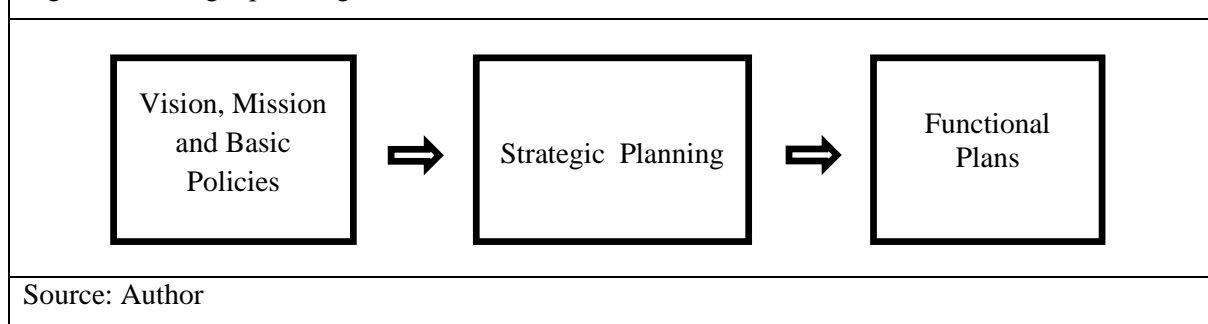 Vision, Mission
and Basic
Policies
Strategic Planning
Functional
Plans
Source: Author